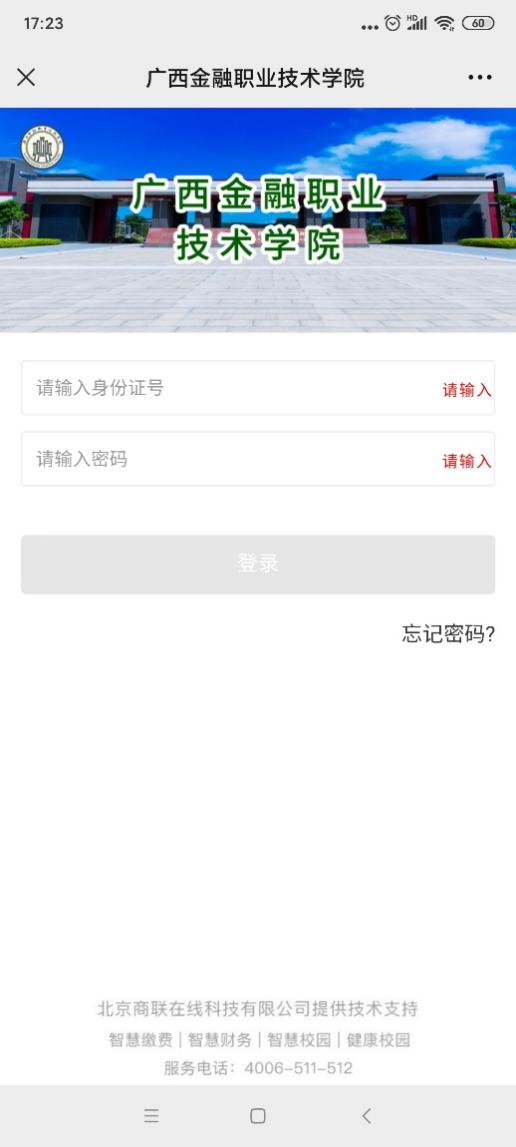 17:23
HD
60
广西金融职业技术学院
广西金融职业
技术学院
请输入身份证号 请输入
请输入密码 请输入
登录
忘记密码?
北京商联在线科技有限公司提供技术支持
智慧缴费 | 智慧财务 | 智慧校园 | 健康校园
服务电话：4006-511-512